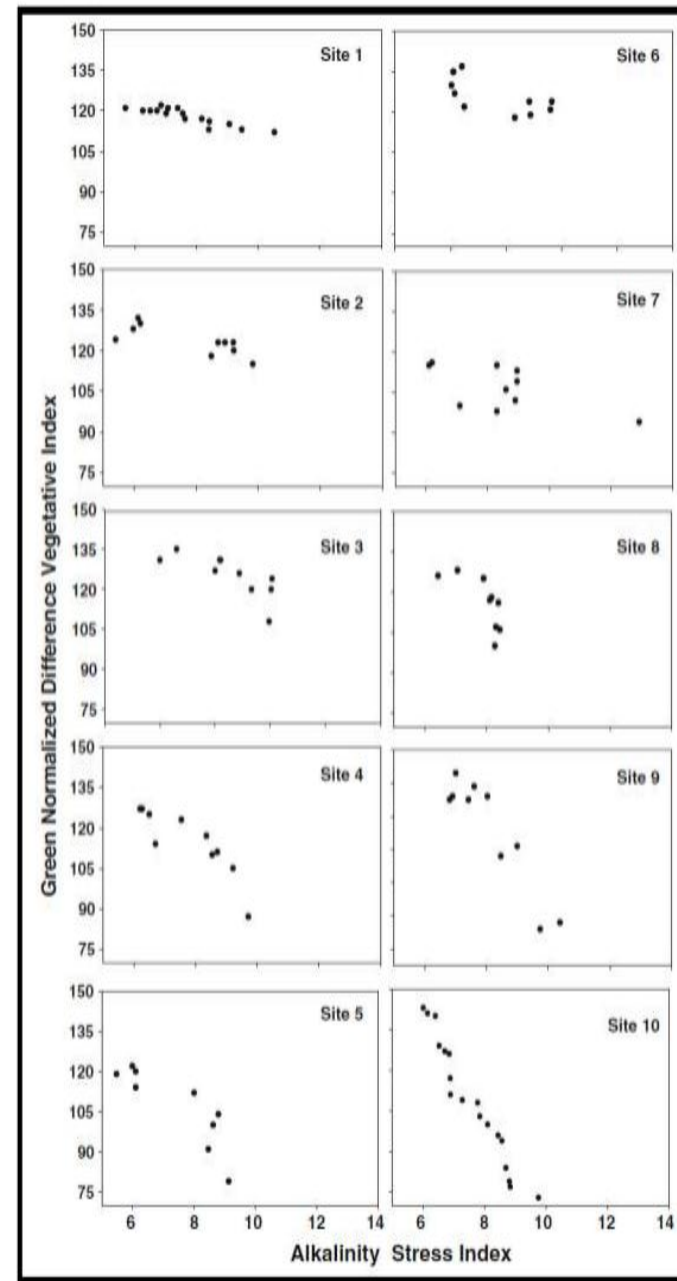 150
135
120
105
90
75
Site 1
Site 6
150
135
120
105
90
75
Site 2
Site 7
150
135
120
105
90
75
Site 3
Site 8
150
135
120
105
90
75
Site 4
Site 9
150
135
120
105
90
75
Site 5
Site 10
6 8 10 12 14 6 8 10 12 14
Green Normalized Difference Vegetative Index
Alkalinity Stress Index